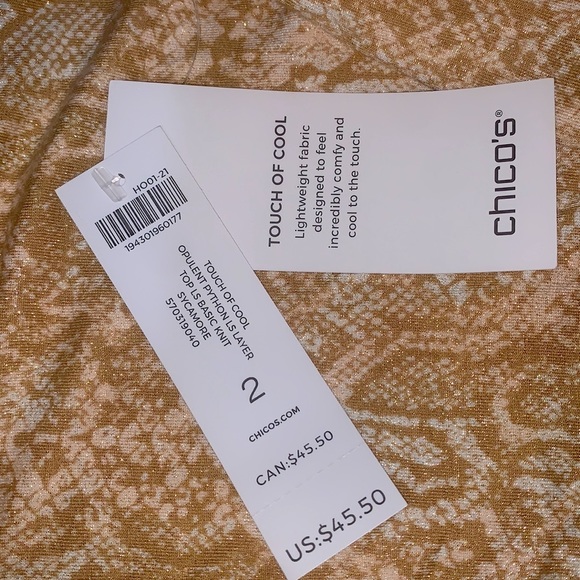 chico's®
TOUCH OF COOL
Lightweight fabric
designed to feel
incredibly comfy and
cool to the touch.
HO01-21
194301960177
TOUCH OF COOL
OPULENT PYTHON LS LAYER
TOP LS BASIC KNIT
SYCAMORE
570319040
2
CHICOS.COM
CAN:$45.50
US:$45.50